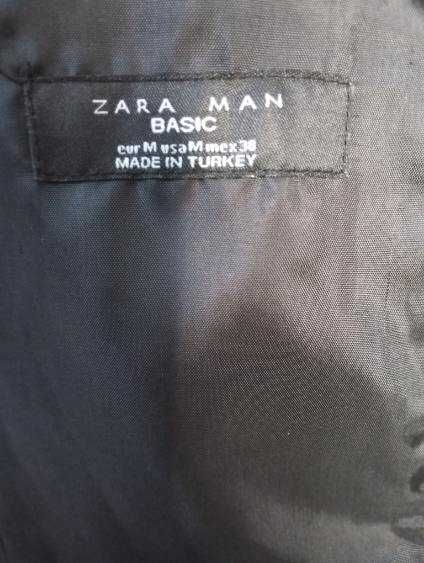 ZARA MAN
BASIC
eur M usa M mex 38
MADE IN TURKEY